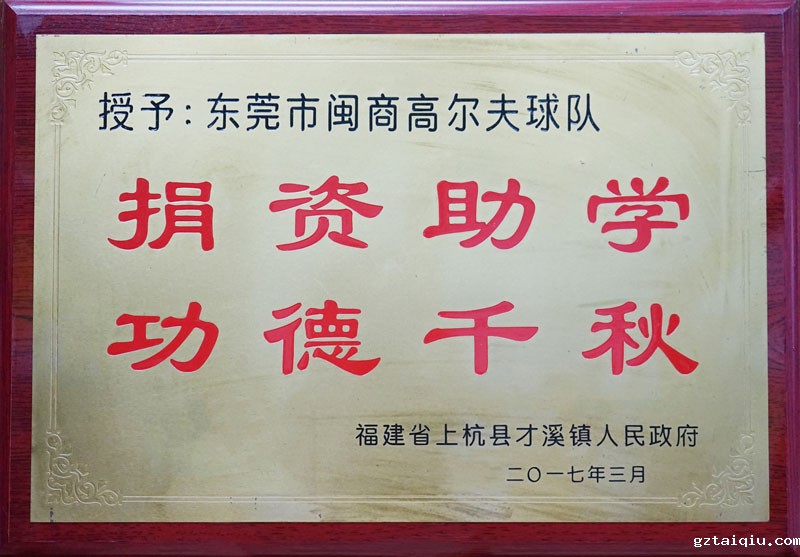 授予：东莞市闽商高尔夫球队
捐资助学
功德千秋
福建省上杭县才溪镇人民政府
二〇一七年三月
gztaiqiu.com